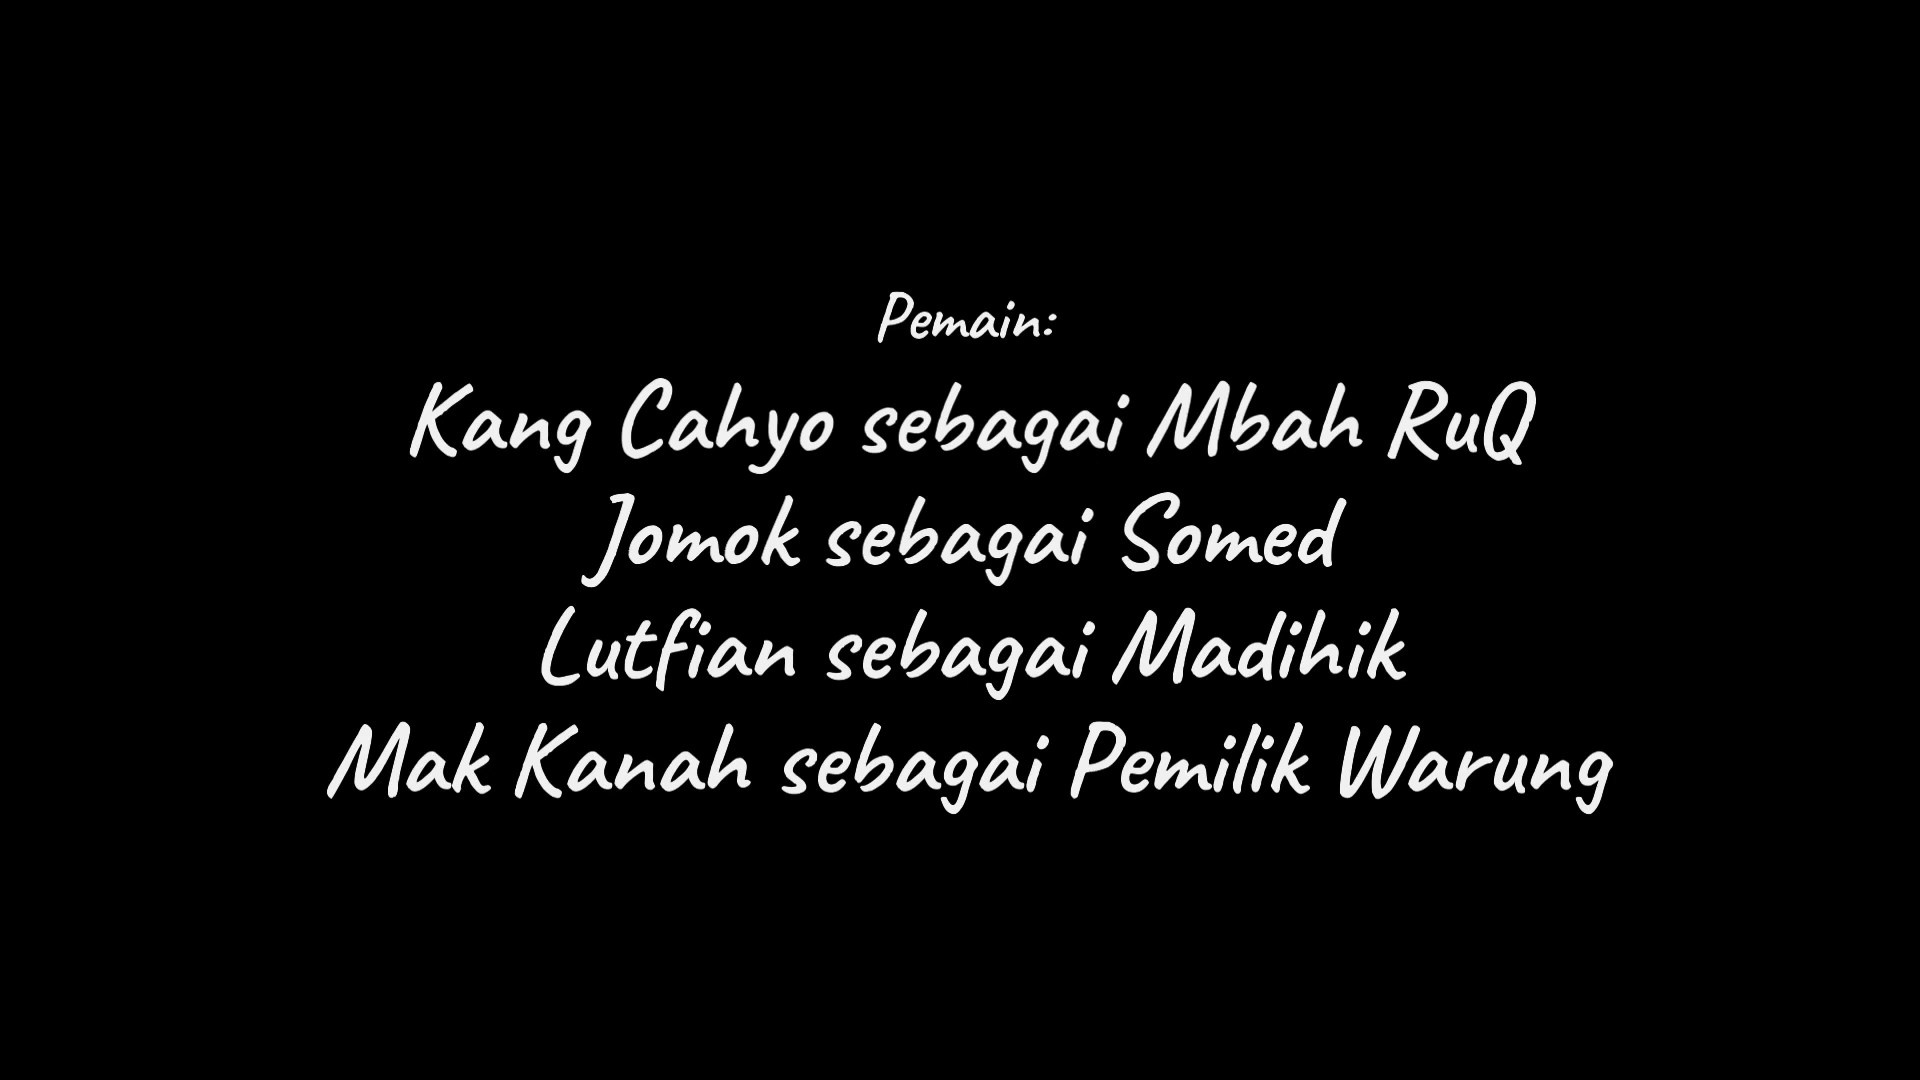 Pemain:
Kang Cahyo sebagai Mbah RuQ
Jomok sebagai Somed
Lutfian sebagai Madihik
Mak Kanah sebagai Pemilik Warung